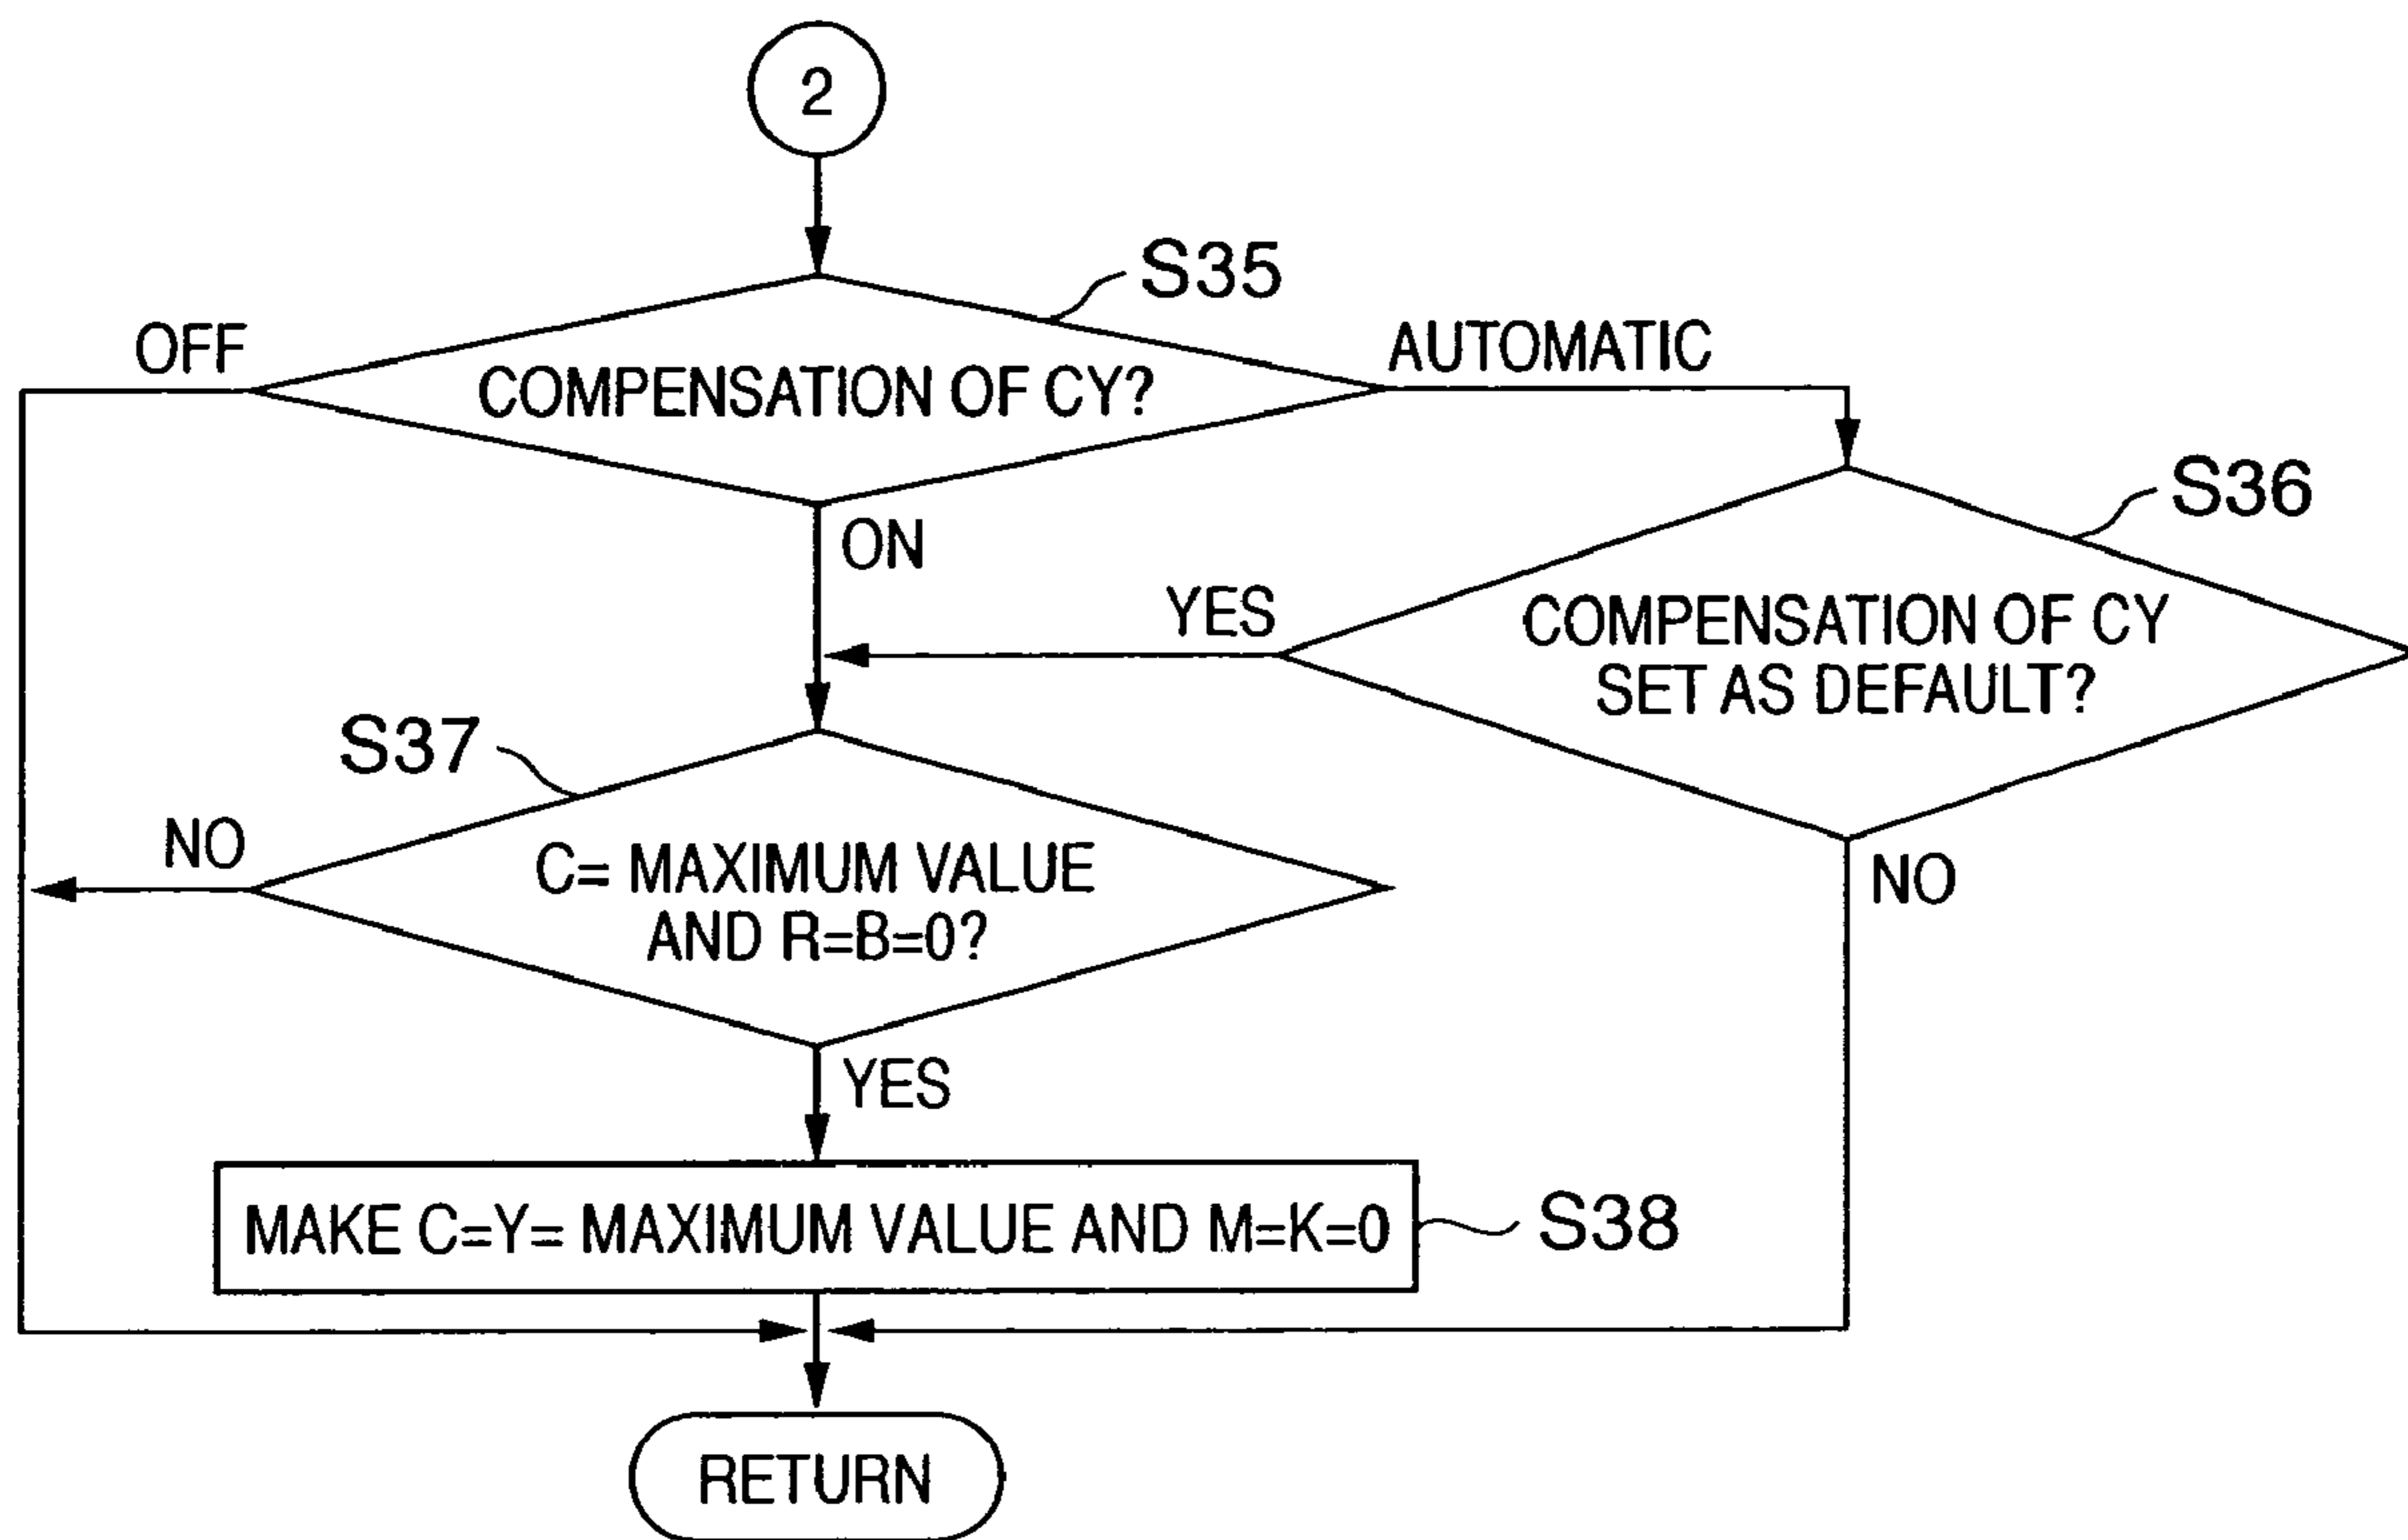 2
S35
OFF
AUTOMATIC
COMPENSATION OF CY?
S36
ON
YES
COMPENSATION OF CY
SET AS DEFAULT?
S37
NO
C= MAXIMUM VALUE
AND R=B=0?
NO
YES
MAKE C=Y= MAXIMUM VALUE AND M=K=0
S38
RETURN